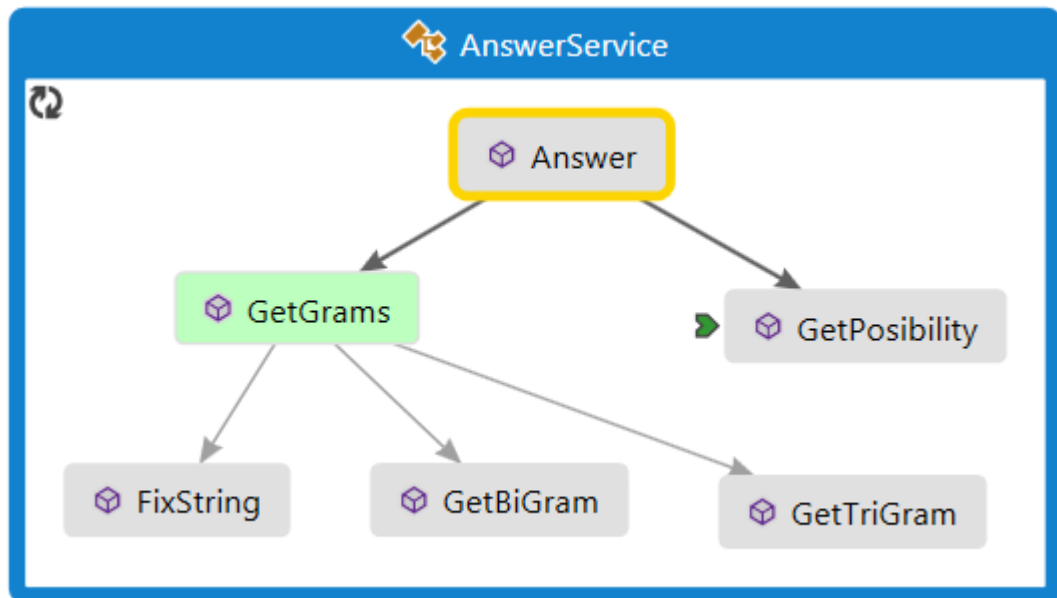 AnswerService
Answer
GetGrams
GetPosibility
FixString
GetBiGram
GetTriGram